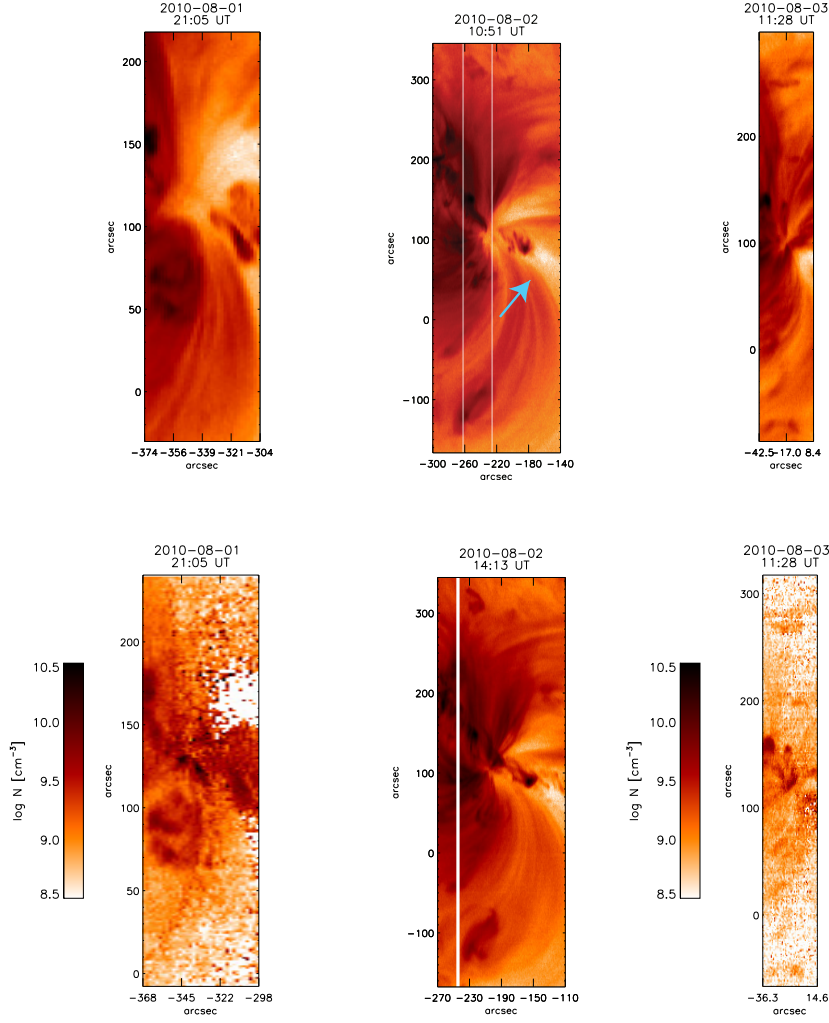 2010-08-01
21:05 UT
200
150
100
50
0
arcsec
-374 -356 -339 -321 -304
arcsec
2010-08-02
10:51 UT
300
200
100
0
-100
arcsec
-300 -260 -220 -180 -140
arcsec
2010-08-03
11:28 UT
200
100
0
arcsec
-42.5 -17.0 8.4
arcsec
2010-08-01
21:05 UT
10.5
10.0
9.5
9.0
8.5
log N [cm⁻³]
200
150
100
50
0
arcsec
-368 -345 -322 -298
arcsec
2010-08-02
14:13 UT
300
200
100
0
-100
arcsec
-270 -230 -190 -150 -110
arcsec
2010-08-03
11:28 UT
10.5
10.0
9.5
9.0
8.5
log N [cm⁻³]
300
200
100
0
arcsec
-36.3 14.6
arcsec